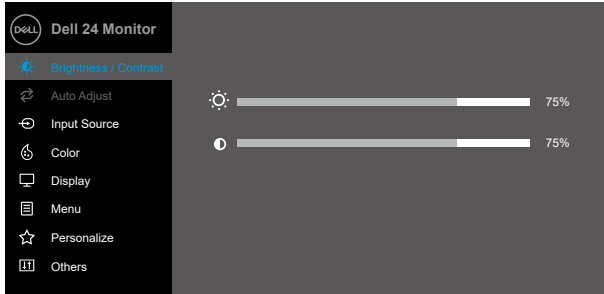 DELL Dell 24 Monitor
Brightness / Contrast
Auto Adjust
75%
Input Source
75%
Color
Display
Menu
Personalize
Others